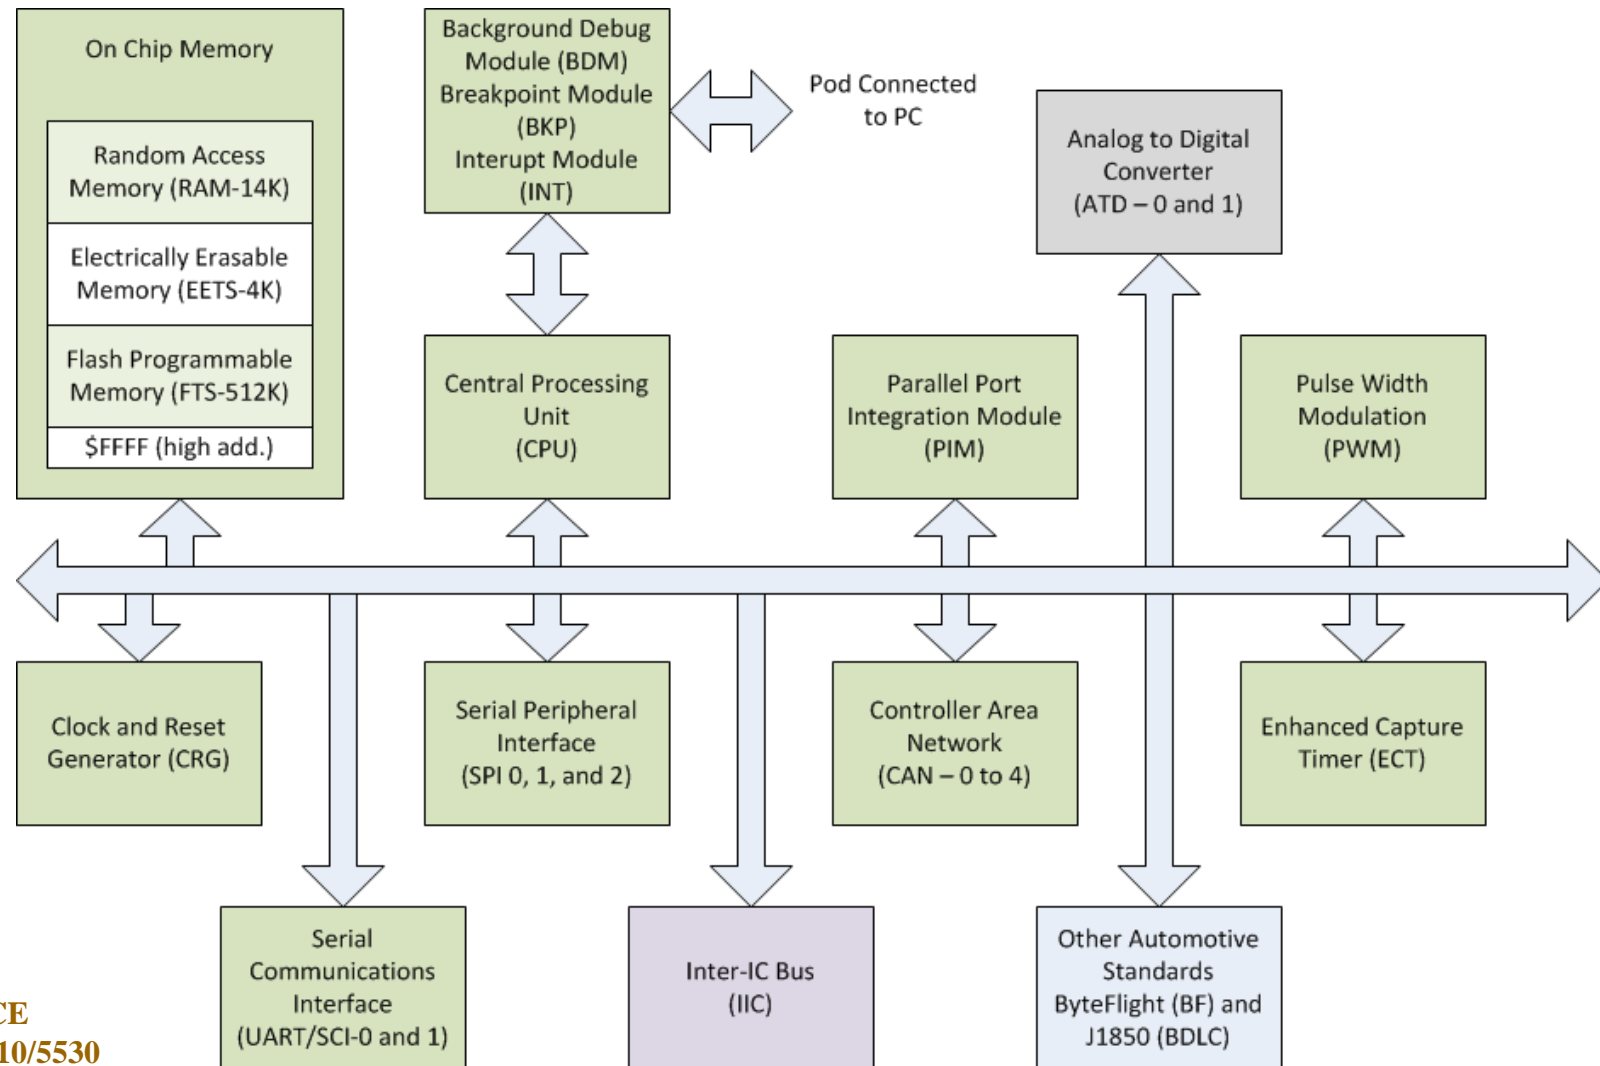 On Chip Memory
Random Access
Memory (RAM-14K)
Electrically Erasable
Memory (EETS-4K)
Flash Programmable
Memory (FTS-512K)
$FFFF (high add.)
Background Debug
Module (BDM)
Breakpoint Module
(BKP)
Interupt Module
(INT)
Pod Connected
to PC
Analog to Digital
Converter
(ATD – 0 and 1)
Central Processing
Unit
(CPU)
Parallel Port
Integration Module
(PIM)
Pulse Width
Modulation
(PWM)
Clock and Reset
Generator (CRG)
Serial Peripheral
Interface
(SPI 0, 1, and 2)
Controller Area
Network
(CAN – 0 to 4)
Enhanced Capture
Timer (ECT)
Serial
Communications
Interface
(UART/SCI-0 and 1)
Inter-IC Bus
(IIC)
Other Automotive
Standards
ByteFlight (BF) and
J1850 (BDLC)
CE
10/5530